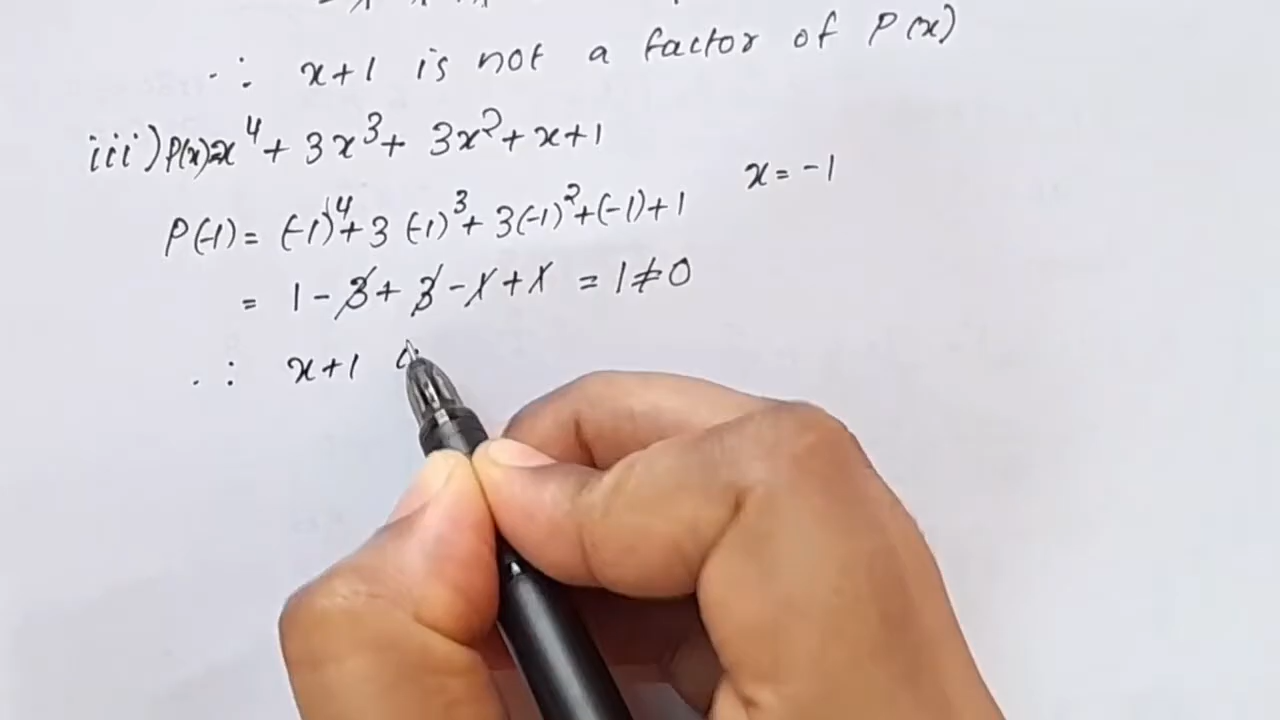 ∴ x+1 is not a factor of P(x)
iii) P(x)=x⁴+ 3x³+ 3x²+x+1
x=-1
P(-1) = (-1)⁴+3(-1)³+ 3(-1)²+(-1)+1
= 1-3+3-1+1 = 1≠0
∴ x+1